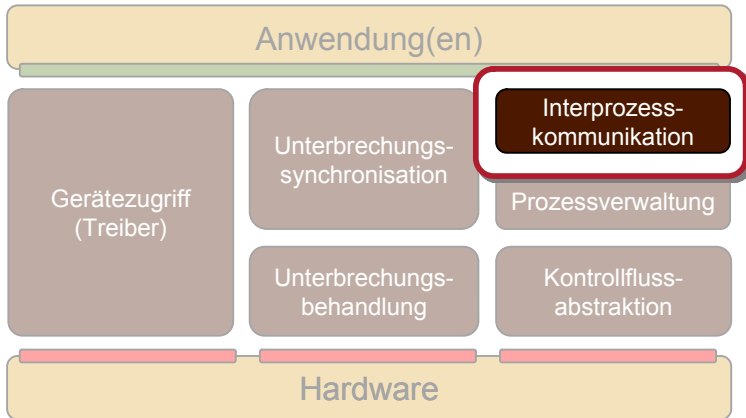 Anwendung(en)
Gerätezugriff
(Treiber)
Unterbrechungs-
synchronisation
Unterbrechungs-
behandlung
Interprozess-
kommunikation
Prozessverwaltung
Kontrollfluss-
abstraktion
Hardware